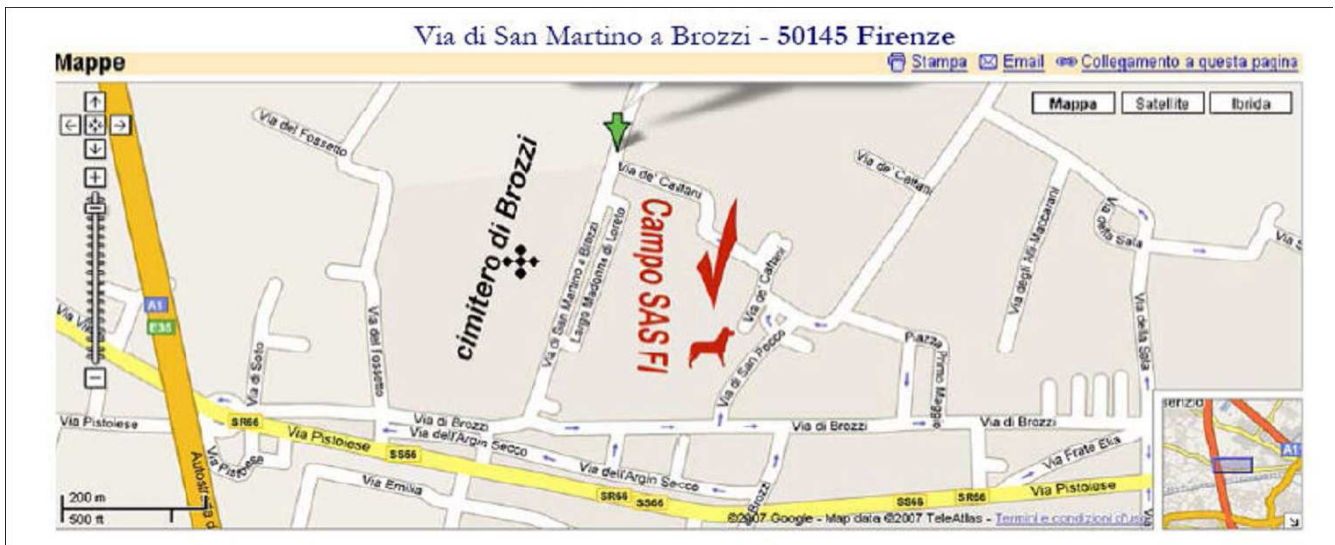 Via di San Martino a Brozzi - 50145 Firenze
Mappe
Stampa Email Collegamento a questa pagina
Mappa Satellite Ibrida
Via del Fossetto
cimitero di Brozzi
Via de' Cattani
Via de' Cattani
Via de' Cattani
Campo SAS FI
Via di San Martino a Brozzi
Largo Madonna di Loreto
Via degli Alfi-Maccarani
Via della Sala
Via della Sala
A1
E35
Via di Soto
Via del Fossetto
Via di San Rocco
Piazza Primo Maggio
Via Pistoiese
SR66
Via di Brozzi
Via di Brozzi
Via di Brozzi
Via dell'Argin Secco
Via Pistoiese
SS66
Via Pistoiese
Via dell'Argin Secco
Via Frate Elia
Via Emilia
SR66
SS66
Brozzi
SS66
SR66
Via Pistoiese
200 m
500 ft
©2007 Google - Map data ©2007 TeleAtlas - Termini e condizioni d'uso
A1